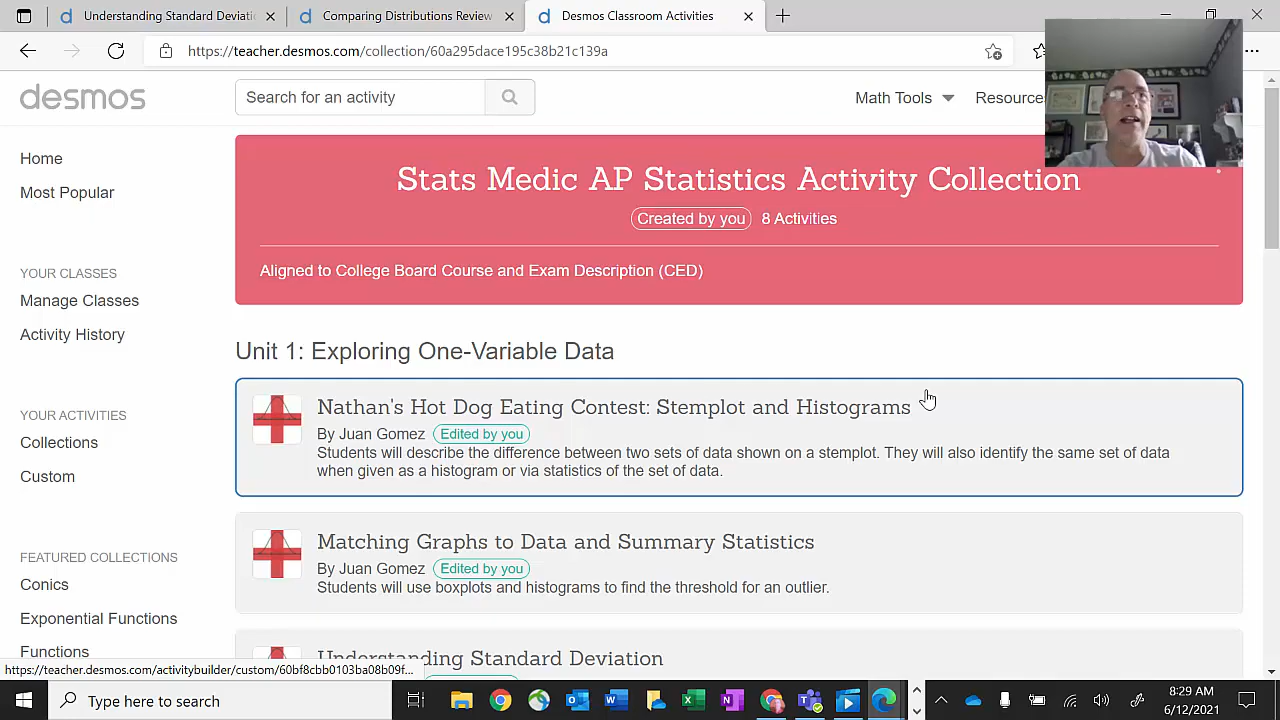 Understanding Standard Deviati
Comparing Distributions Review
Desmos Classroom Activities
https://teacher.desmos.com/collection/60a295dace195c38b21c139a
desmos
Search for an activity
Math Tools
Resource
Home
Most Popular
YOUR CLASSES
Manage Classes
Activity History
YOUR ACTIVITIES
Collections
Custom
FEATURED COLLECTIONS
Conics
Exponential Functions
Functions
Stats Medic AP Statistics Activity Collection
Created by you 8 Activities
Aligned to College Board Course and Exam Description (CED)
Unit 1: Exploring One-Variable Data
Nathan's Hot Dog Eating Contest: Stemplot and Histograms
By Juan Gomez Edited by you
Students will describe the difference between two sets of data shown on a stemplot. They will also identify the same set of data
when given as a histogram or via statistics of the set of data.
Matching Graphs to Data and Summary Statistics
By Juan Gomez Edited by you
Students will use boxplots and histograms to find the threshold for an outlier.
Understanding Standard Deviation
https://teacher.desmos.com/activitybuilder/custom/60bf8cbb0103ba08b09f...
Type here to search
8:29 AM
6/12/2021